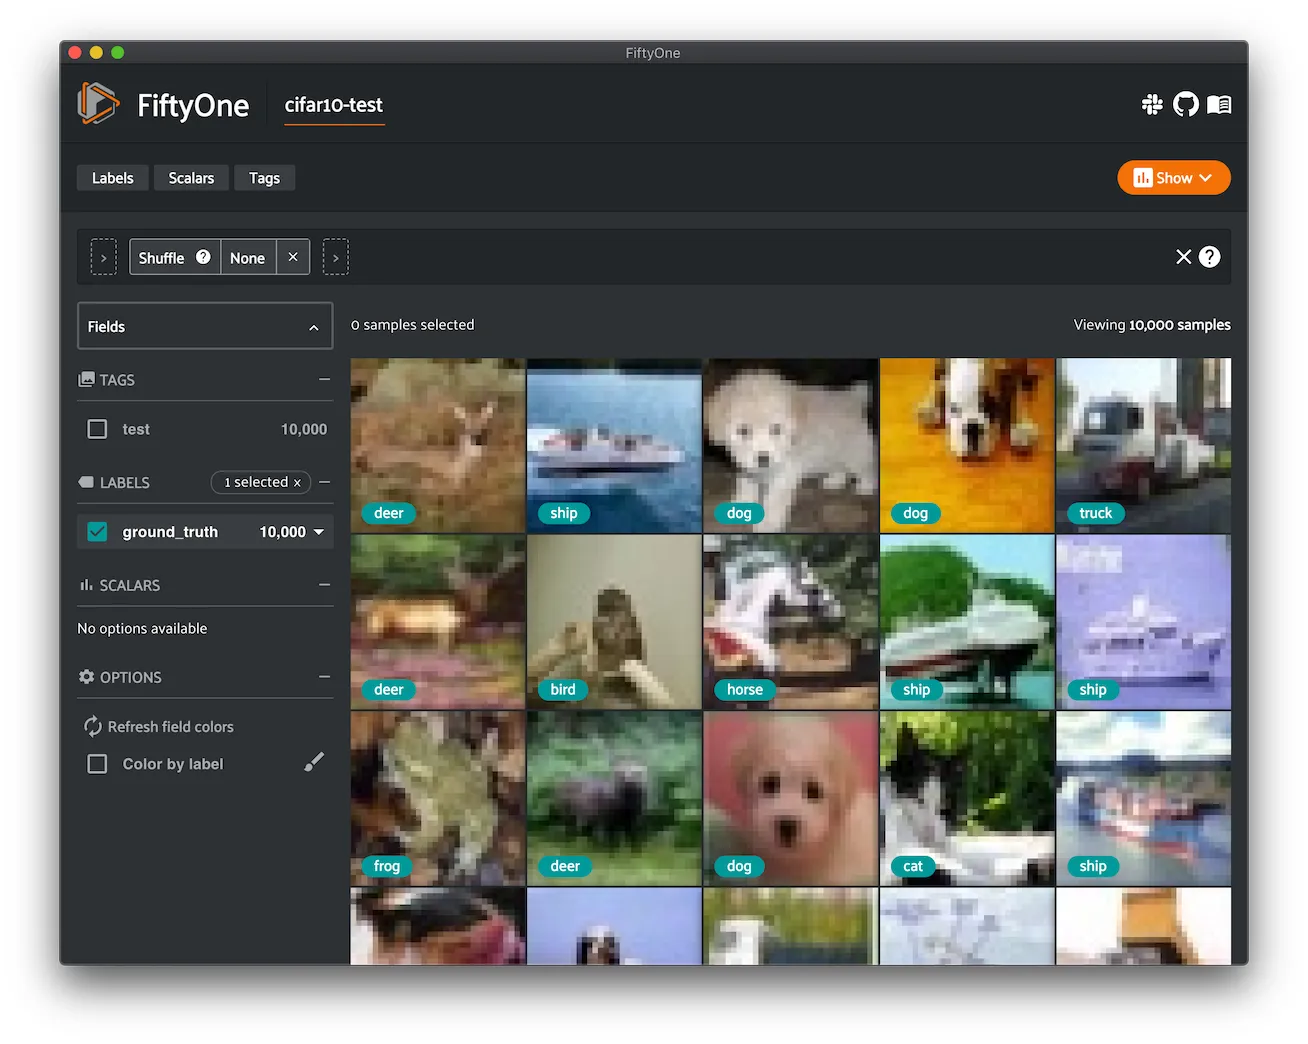 FiftyOne
FiftyOne
cifar10-test
Labels
Scalars
Tags
Show
Shuffle ? None ×
?
Fields
0 samples selected
Viewing 10,000 samples
TAGS
test 10,000
LABELS
1 selected ×
ground_truth 10,000
SCALARS
No options available
OPTIONS
Refresh field colors
Color by label
deer
ship
dog
dog
truck
deer
bird
horse
ship
ship
frog
deer
dog
cat
ship